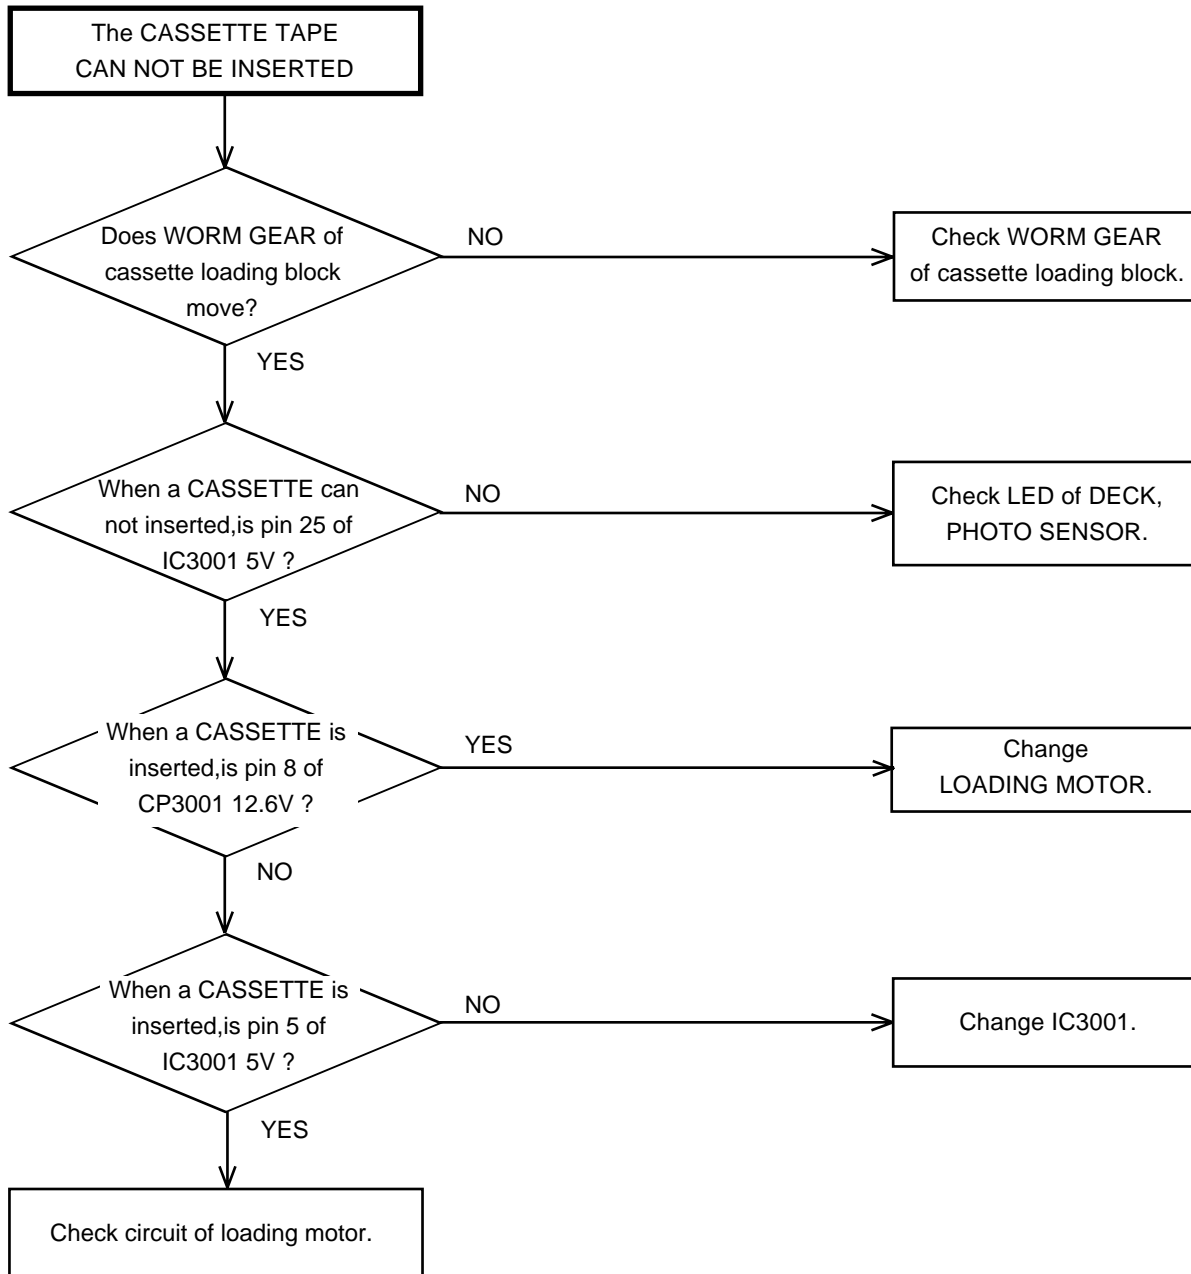 The CASSETTE TAPE
CAN NOT BE INSERTED
Does WORM GEAR of
cassette loading block
move?
NO
Check WORM GEAR
of cassette loading block.
YES
When a CASSETTE can
not inserted,is pin 25 of
IC3001 5V ?
NO
Check LED of DECK,
PHOTO SENSOR.
YES
When a CASSETTE is
inserted,is pin 8 of
CP3001 12.6V ?
YES
Change
LOADING MOTOR.
NO
When a CASSETTE is
inserted,is pin 5 of
IC3001 5V ?
NO
Change IC3001.
YES
Check circuit of loading motor.